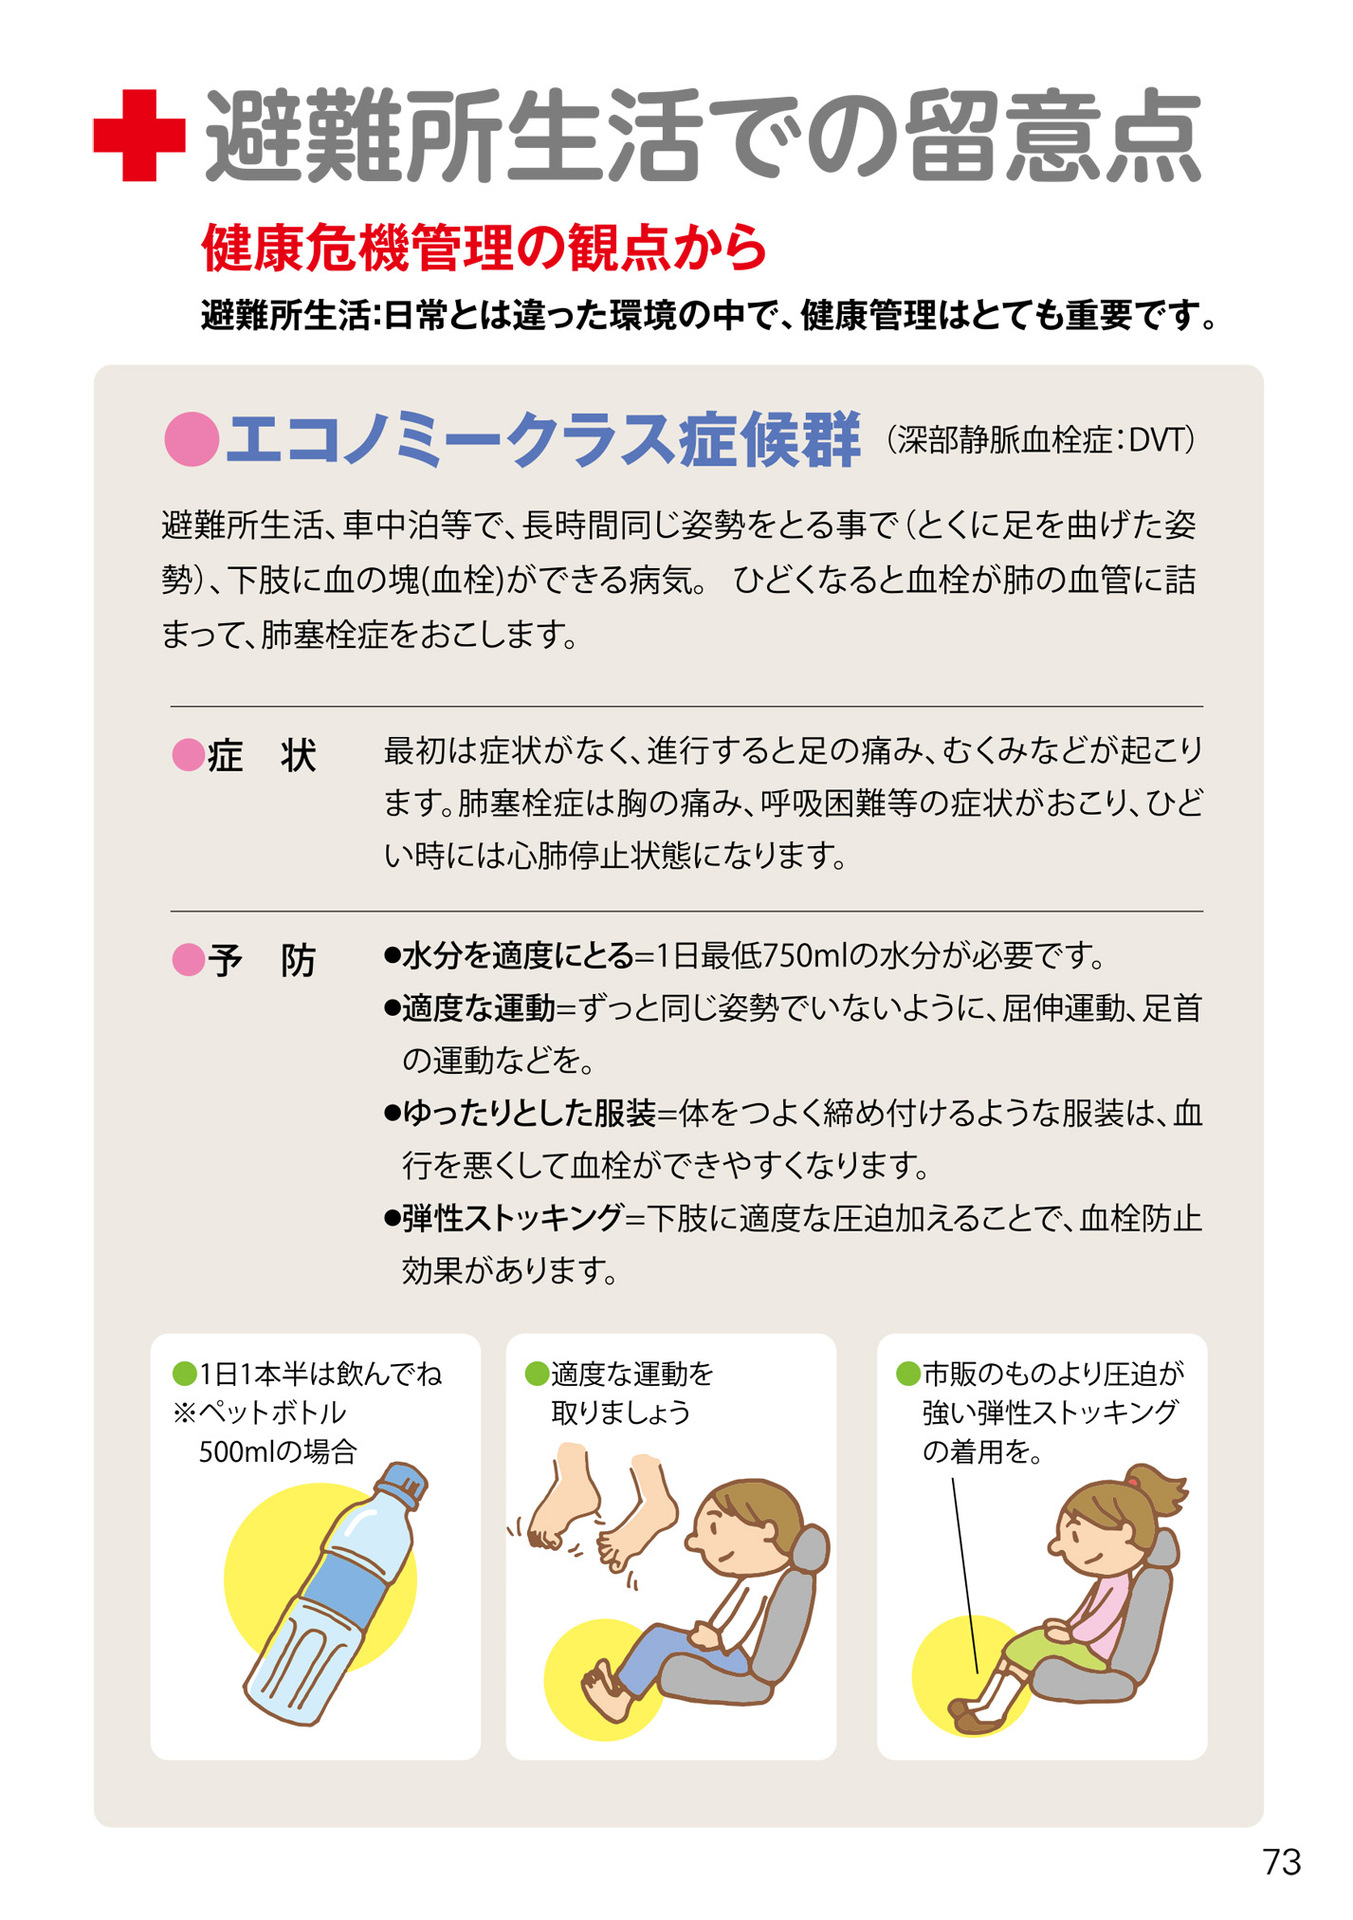 避難所生活での留意点
健康危機管理の観点から
避難所生活:日常とは違った環境の中で、健康管理はとても重要です。
●エコノミークラス症候群（深部静脈血栓症：DVT）
避難所生活、車中泊等で、長時間同じ姿勢をとる事で（とくに足を曲げた姿
勢）、下肢に血の塊(血栓)ができる病気。 ひどくなると血栓が肺の血管に詰
まって、肺塞栓症をおこします。
●症　状
最初は症状がなく、進行すると足の痛み、むくみなどが起こり
ます。肺塞栓症は胸の痛み、呼吸困難等の症状がおこり、ひど
い時には心肺停止状態になります。
●予　防
●水分を適度にとる=1日最低750mlの水分が必要です。
●適度な運動=ずっと同じ姿勢でいないように、屈伸運動、足首
の運動などを。
●ゆったりとした服装=体をつよく締め付けるような服装は、血
行を悪くして血栓ができやすくなります。
●弾性ストッキング=下肢に適度な圧迫加えることで、血栓防止
効果があります。
●1日1本半は飲んでね
※ペットボトル
500mlの場合
●適度な運動を
取りましょう
●市販のものより圧迫が
強い弾性ストッキング
の着用を。
73